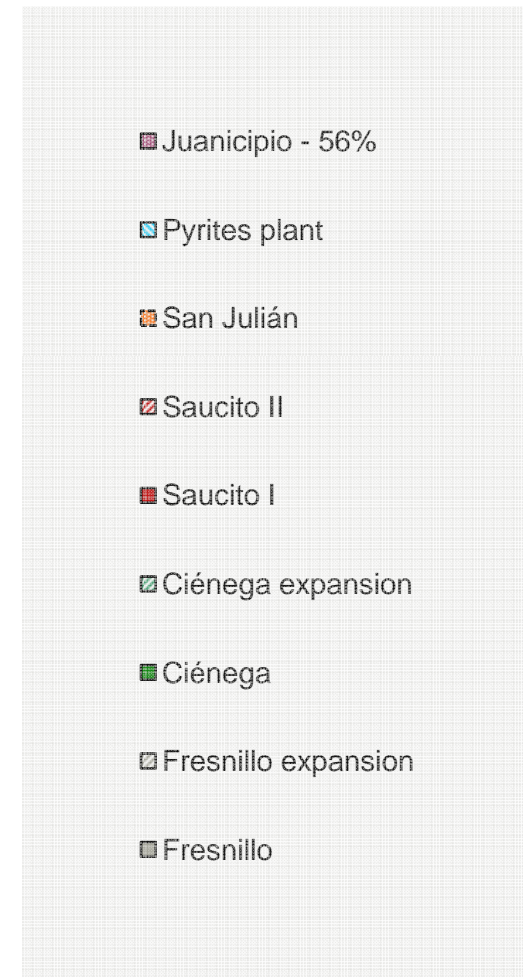 Juanicipio - 56%
Pyrites plant
San Julián
Saucito II
Saucito I
Ciénega expansion
Ciénega
Fresnillo expansion
Fresnillo